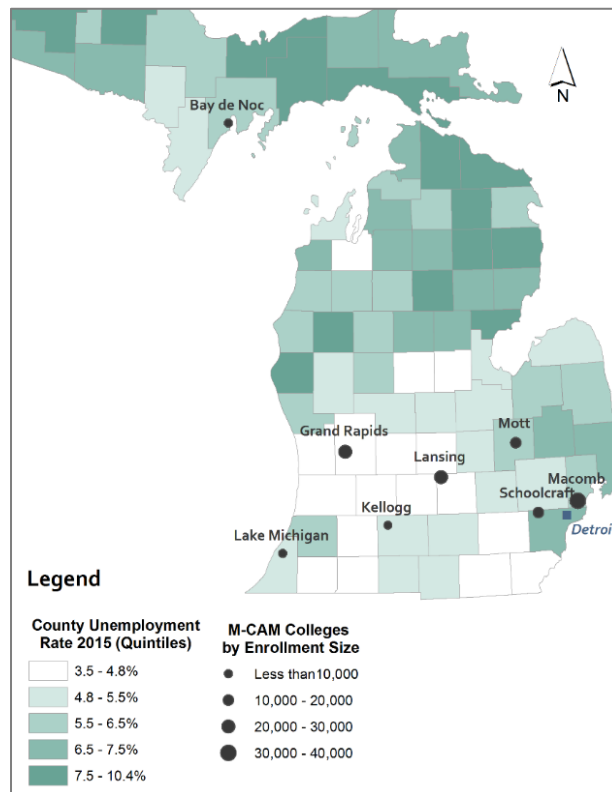 N
Bay de Noc
Grand Rapids
Mott
Lansing
Macomb
Schoolcraft
Kellogg
Detroi
Lake Michigan
Legend
County Unemployment
Rate 2015 (Quintiles)
3.5 - 4.8%
4.8 - 5.5%
5.5 - 6.5%
6.5 - 7.5%
7.5 - 10.4%
M-CAM Colleges
by Enrollment Size
Less than10,000
10,000 - 20,000
20,000 - 30,000
30,000 - 40,000